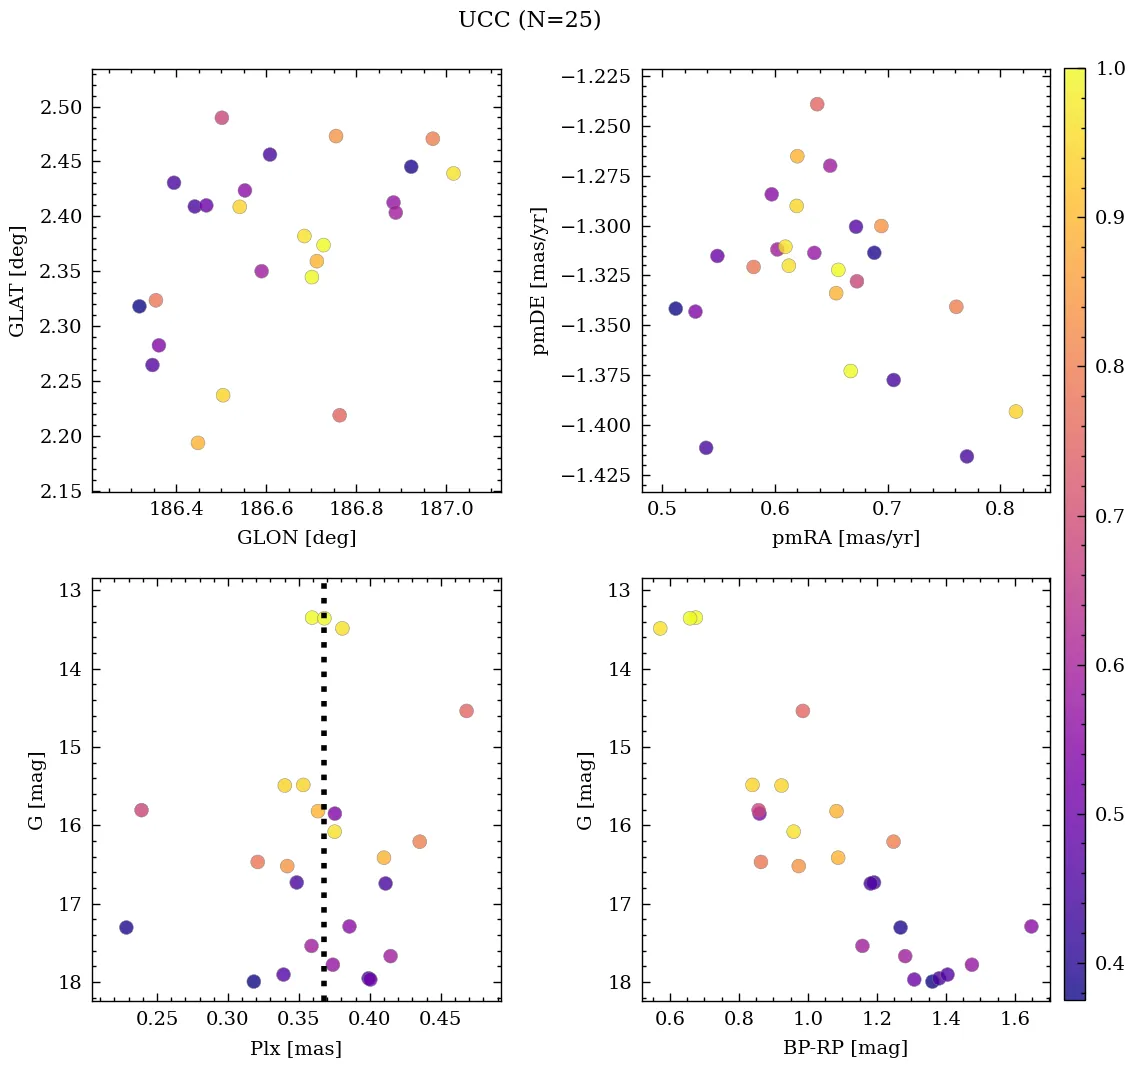 UCC (N=25)
2.50
2.45
2.40
2.35
2.30
2.25
2.20
2.15
GLAT [deg]
186.4 186.6 186.8 187.0
GLON [deg]
−1.225
−1.250
−1.275
−1.300
−1.325
−1.350
−1.375
−1.400
−1.425
pmDE [mas/yr]
0.5 0.6 0.7 0.8
pmRA [mas/yr]
1.0
0.9
0.8
0.7
0.6
0.5
0.4
13
14
15
16
17
18
G [mag]
0.25 0.30 0.35 0.40 0.45
Plx [mas]
13
14
15
16
17
18
G [mag]
0.6 0.8 1.0 1.2 1.4 1.6
BP-RP [mag]